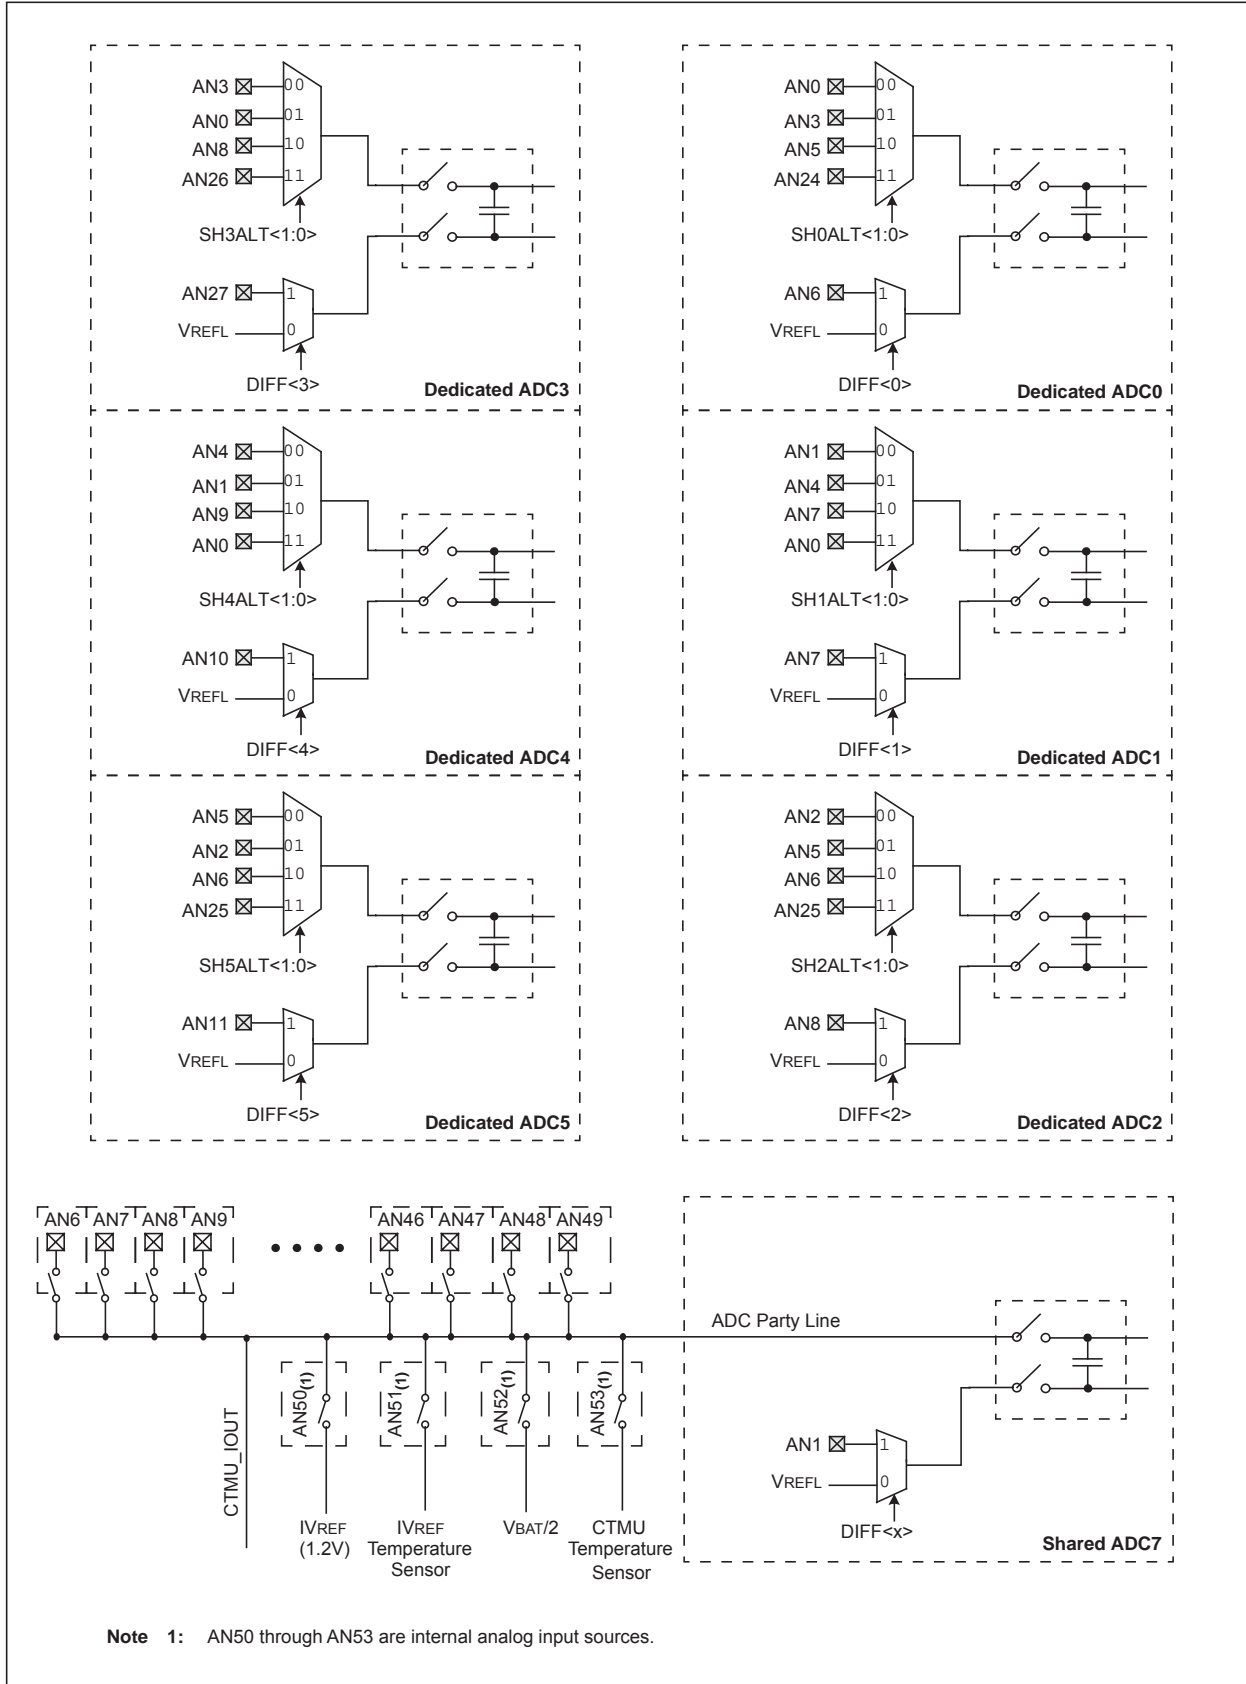 AN3 00
AN0 01
AN8 10
AN26 11
SH3ALT<1:0>
AN27 1
VREFL 0
DIFF<3>
Dedicated ADC3
AN0 00
AN3 01
AN5 10
AN24 11
SH0ALT<1:0>
AN6 1
VREFL 0
DIFF<0>
Dedicated ADC0
AN4 00
AN1 01
AN9 10
AN0 11
SH4ALT<1:0>
AN10 1
VREFL 0
DIFF<4>
Dedicated ADC4
AN1 00
AN4 01
AN7 10
AN0 11
SH1ALT<1:0>
AN7 1
VREFL 0
DIFF<1>
Dedicated ADC1
AN5 00
AN2 01
AN6 10
AN25 11
SH5ALT<1:0>
AN11 1
VREFL 0
DIFF<5>
Dedicated ADC5
AN2 00
AN5 01
AN6 10
AN25 11
SH2ALT<1:0>
AN8 1
VREFL 0
DIFF<2>
Dedicated ADC2
AN6 AN7 AN8 AN9 AN46 AN47 AN48 AN49
ADC Party Line
CTMU_IOUT
AN50(1)
AN51(1)
AN52(1)
AN53(1)
IVREF
(1.2V)
IVREF
Temperature
Sensor
VBAT/2
CTMU
Temperature
Sensor
AN1 1
VREFL 0
DIFF<x>
Shared ADC7
Note 1: AN50 through AN53 are internal analog input sources.